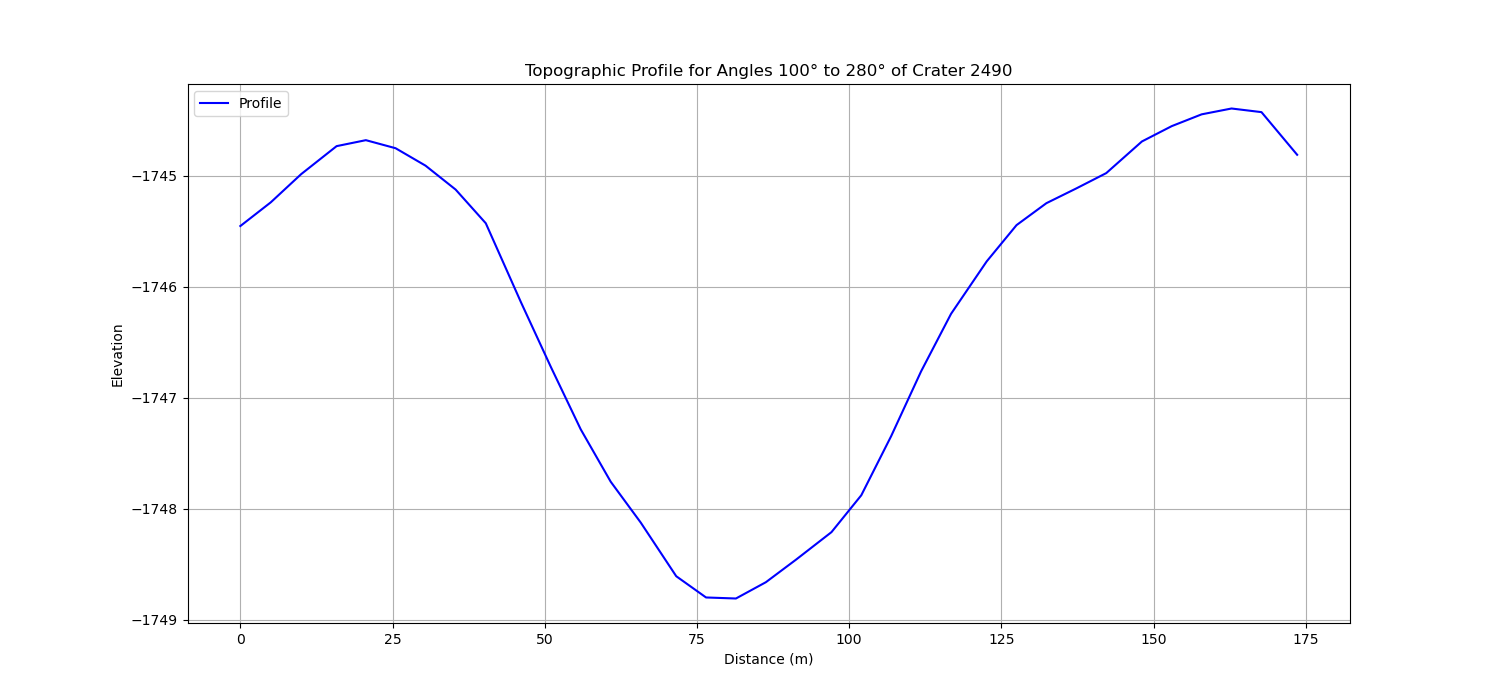 Topographic Profile for Angles 100° to 280° of Crater 2490
Profile
−1745
−1746
−1747
−1748
−1749
Elevation
0 25 50 75 100 125 150 175
Distance (m)